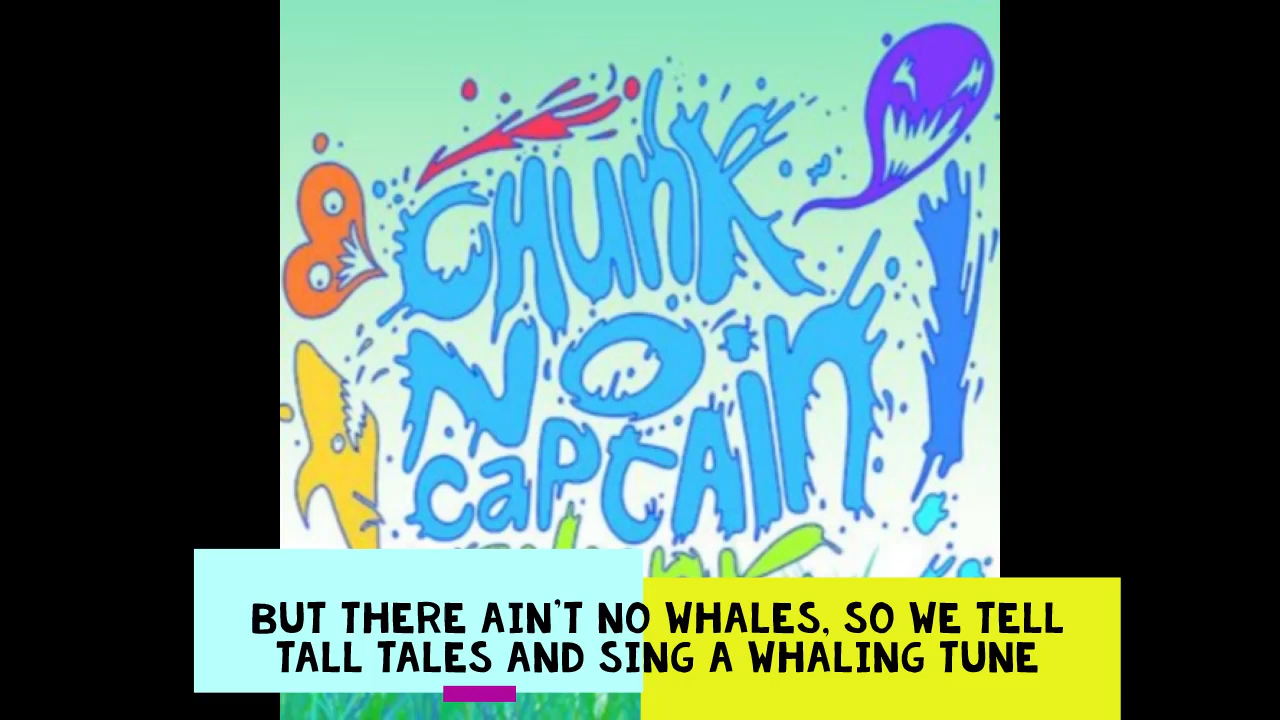 CHunK
NO
captAin
BUT THERE AIN'T NO WHALES, SO WE TELL
TALL TALES AND SING A WHALING TUNE